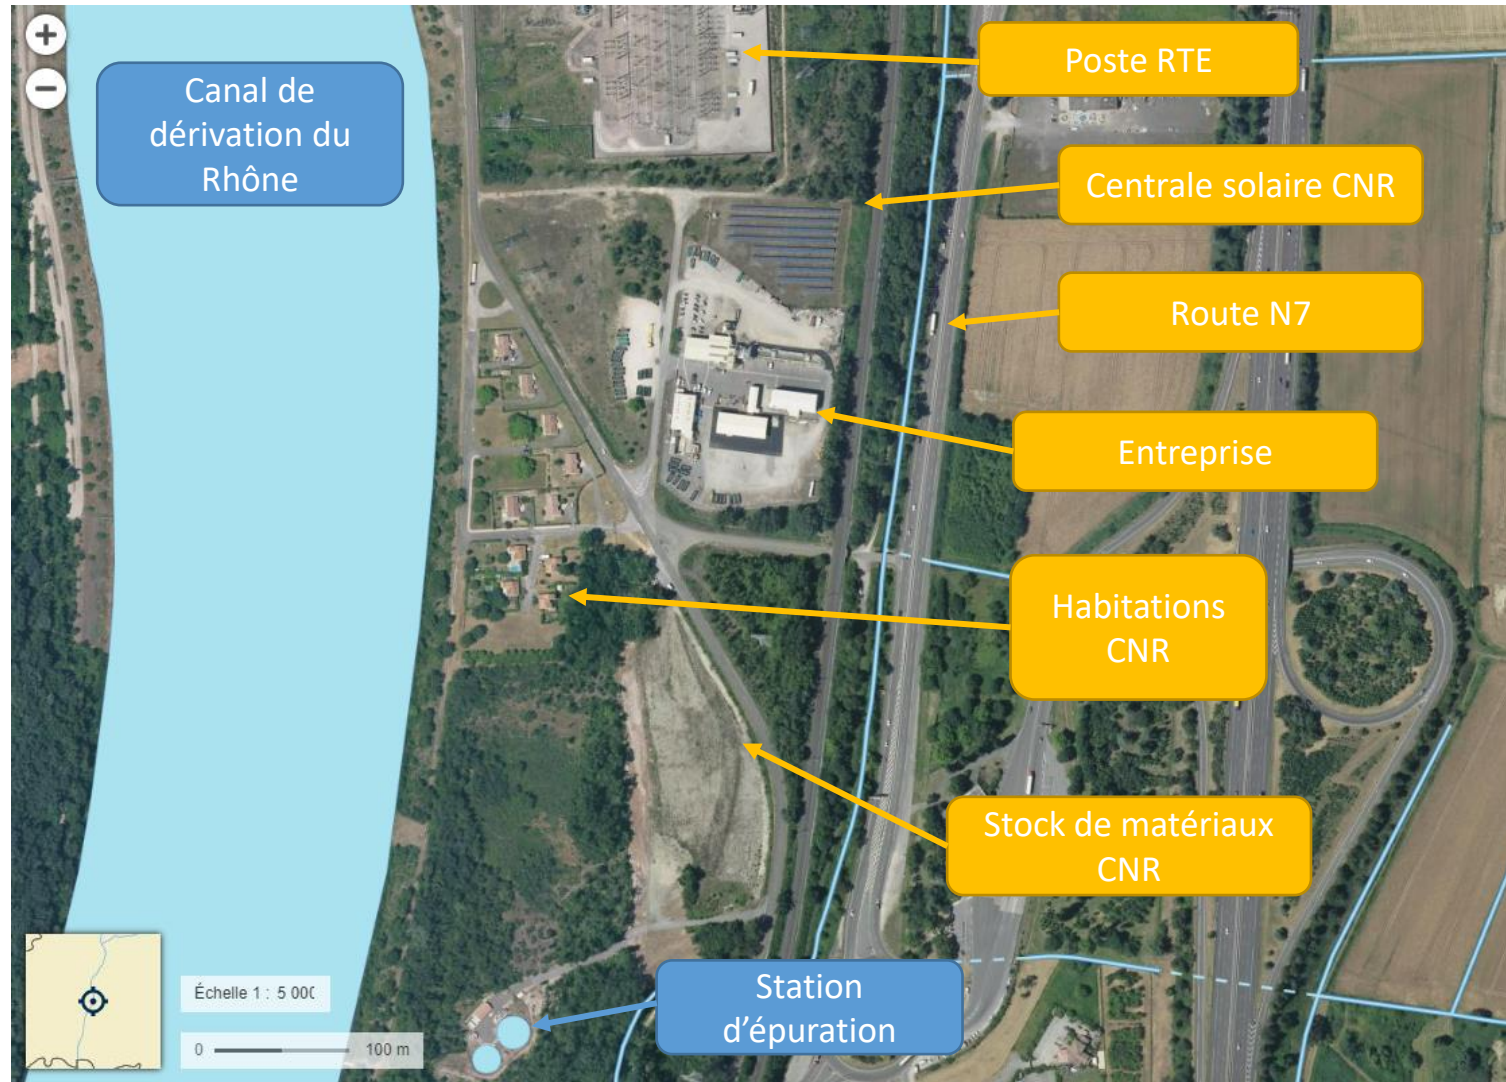 +
−
Canal de
dérivation du
Rhône
Poste RTE
Centrale solaire CNR
Route N7
Entreprise
Habitations
CNR
Stock de matériaux
CNR
Station
d’épuration
Échelle 1 : 5 000
0 100 m